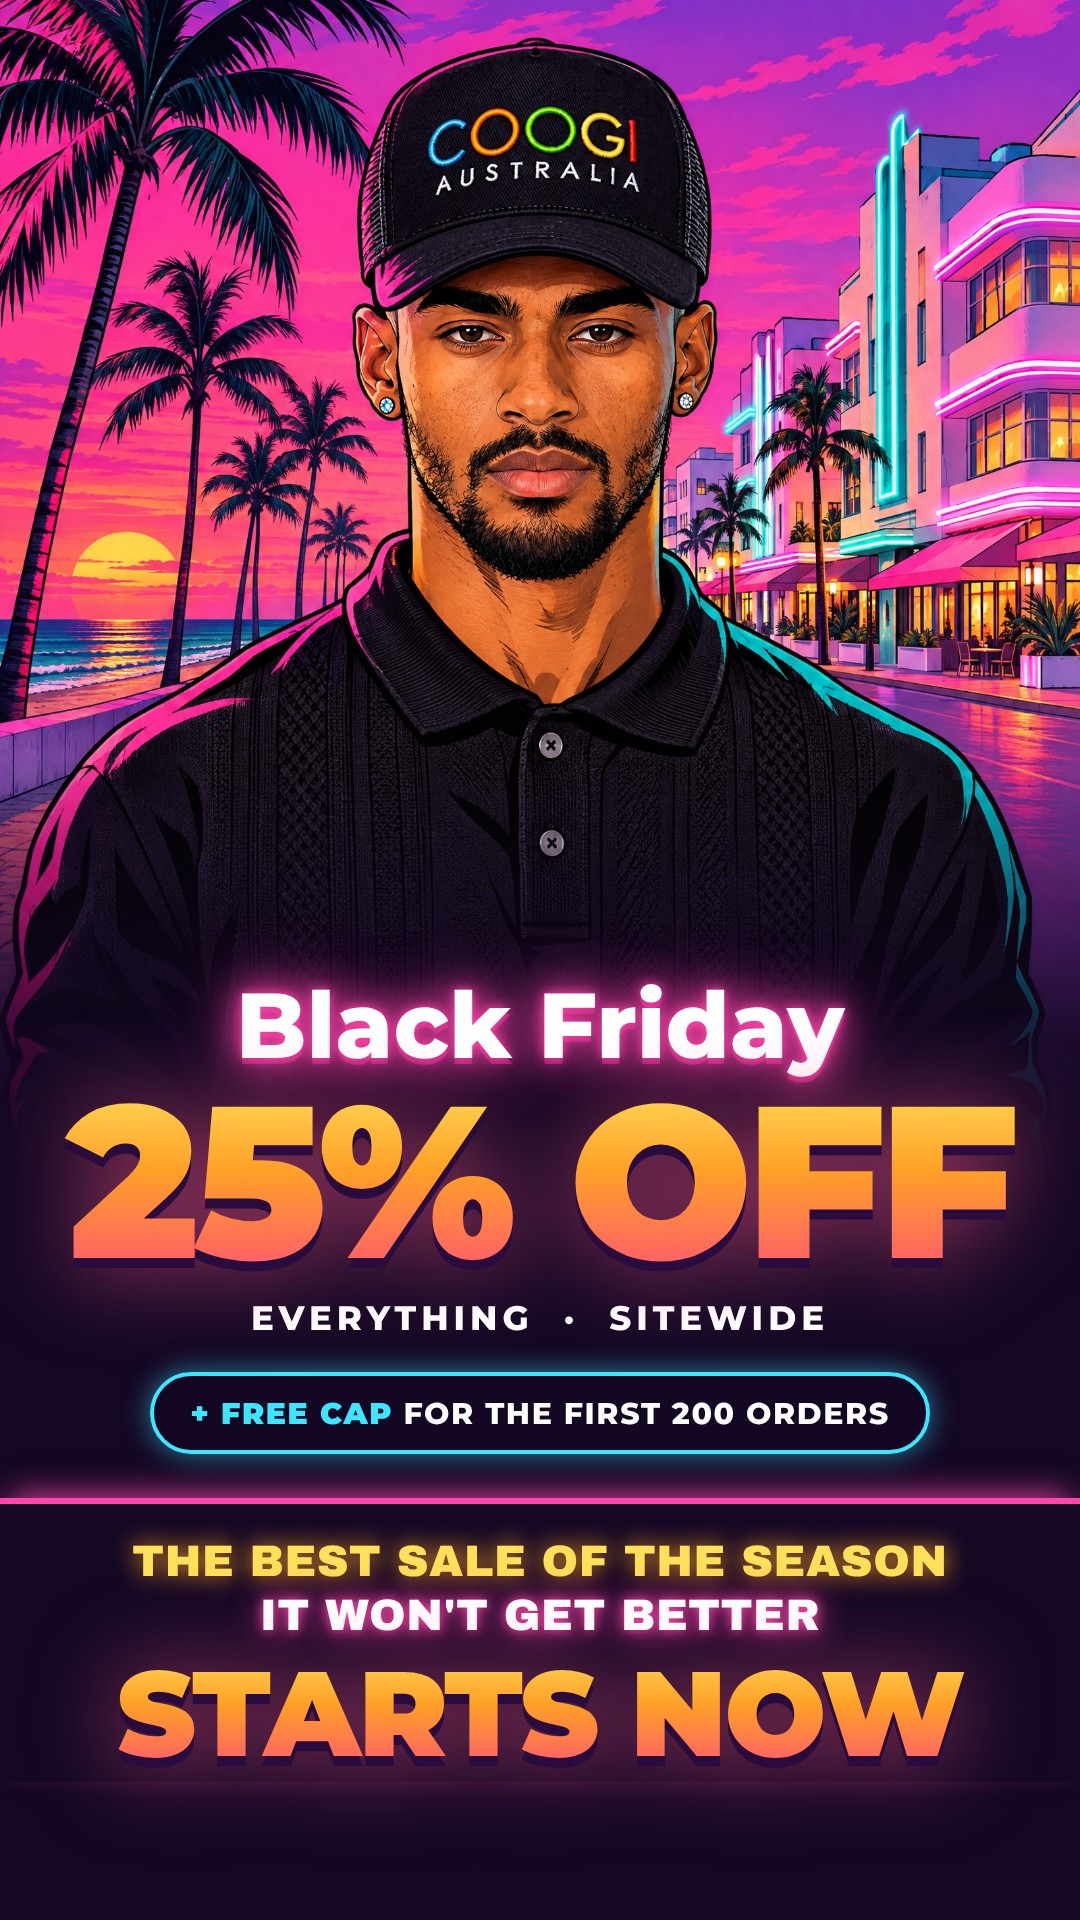 COOGI
AUSTRALIA
Black Friday
25% OFF
EVERYTHING · SITEWIDE
+ FREE CAP FOR THE FIRST 200 ORDERS
THE BEST SALE OF THE SEASON
IT WON'T GET BETTER
STARTS NOW